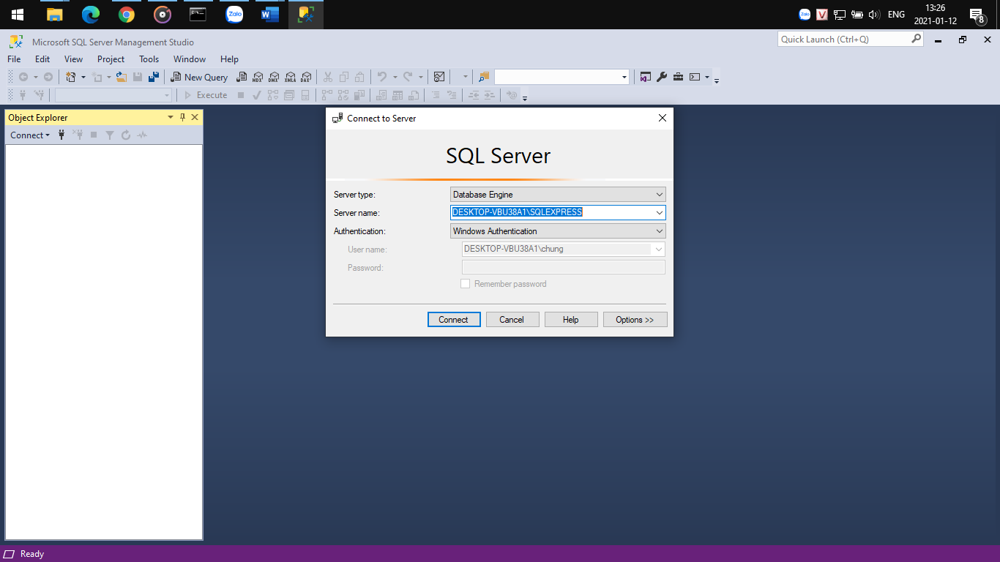 Zalo
W
Zalo
V
ENG
13:26
2021-01-12
8
Microsoft SQL Server Management Studio
Quick Launch (Ctrl+Q)
File Edit View Project Tools Window Help
New Query MDX DMX XMLA DAX
Execute
Object Explorer
Connect
Connect to Server
SQL Server
Server type: Database Engine
Server name: DESKTOP-VBU38A1\SQLEXPRESS
Authentication: Windows Authentication
User name: DESKTOP-VBU38A1\chung
Password:
Remember password
Connect Cancel Help Options >>
Ready